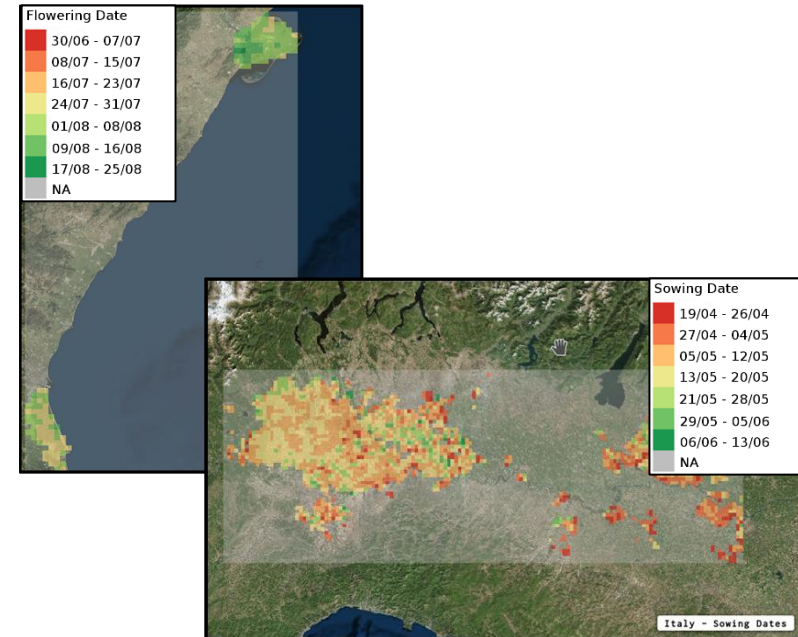 Flowering Date
30/06 - 07/07
08/07 - 15/07
16/07 - 23/07
24/07 - 31/07
01/08 - 08/08
09/08 - 16/08
17/08 - 25/08
NA
Sowing Date
19/04 - 26/04
27/04 - 04/05
05/05 - 12/05
13/05 - 20/05
21/05 - 28/05
29/05 - 05/06
06/06 - 13/06
NA
Italy - Sowing Dates